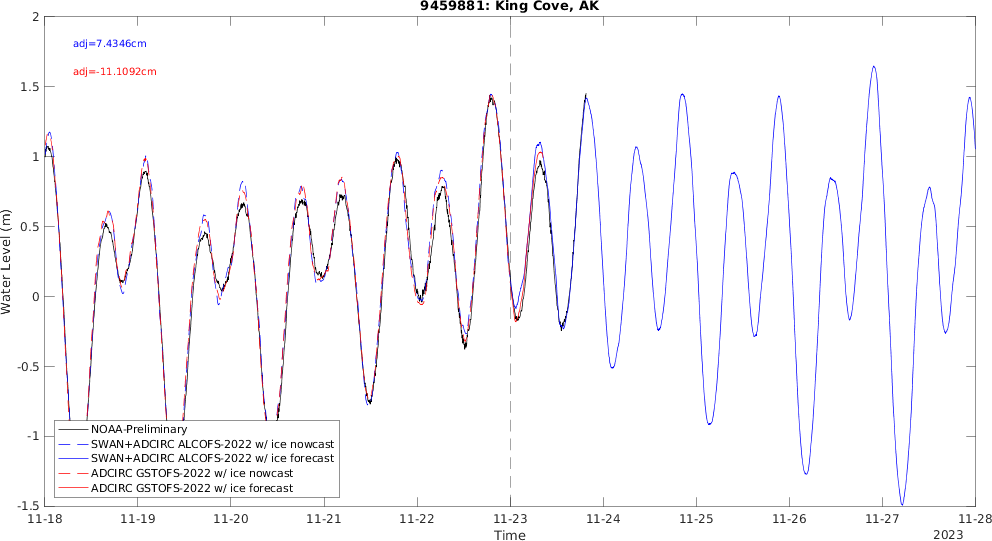 9459881: King Cove, AK
adj=7.4346cm
adj=-11.1092cm
Water Level (m)
2
1.5
1
0.5
0
-0.5
-1
-1.5
NOAA-Preliminary
SWAN+ADCIRC ALCOFS-2022 w/ ice nowcast
SWAN+ADCIRC ALCOFS-2022 w/ ice forecast
ADCIRC GSTOFS-2022 w/ ice nowcast
ADCIRC GSTOFS-2022 w/ ice forecast
11-18 11-19 11-20 11-21 11-22 11-23 11-24 11-25 11-26 11-27 11-28
Time
2023